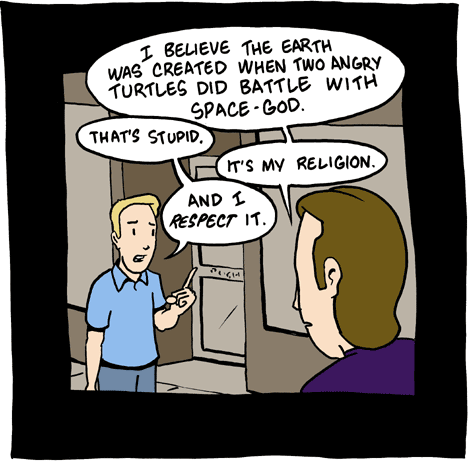 I BELIEVE THE EARTH
WAS CREATED WHEN TWO ANGRY
TURTLES DID BATTLE WITH
SPACE-GOD.
THAT'S STUPID.
IT'S MY RELIGION.
AND I
RESPECT IT.